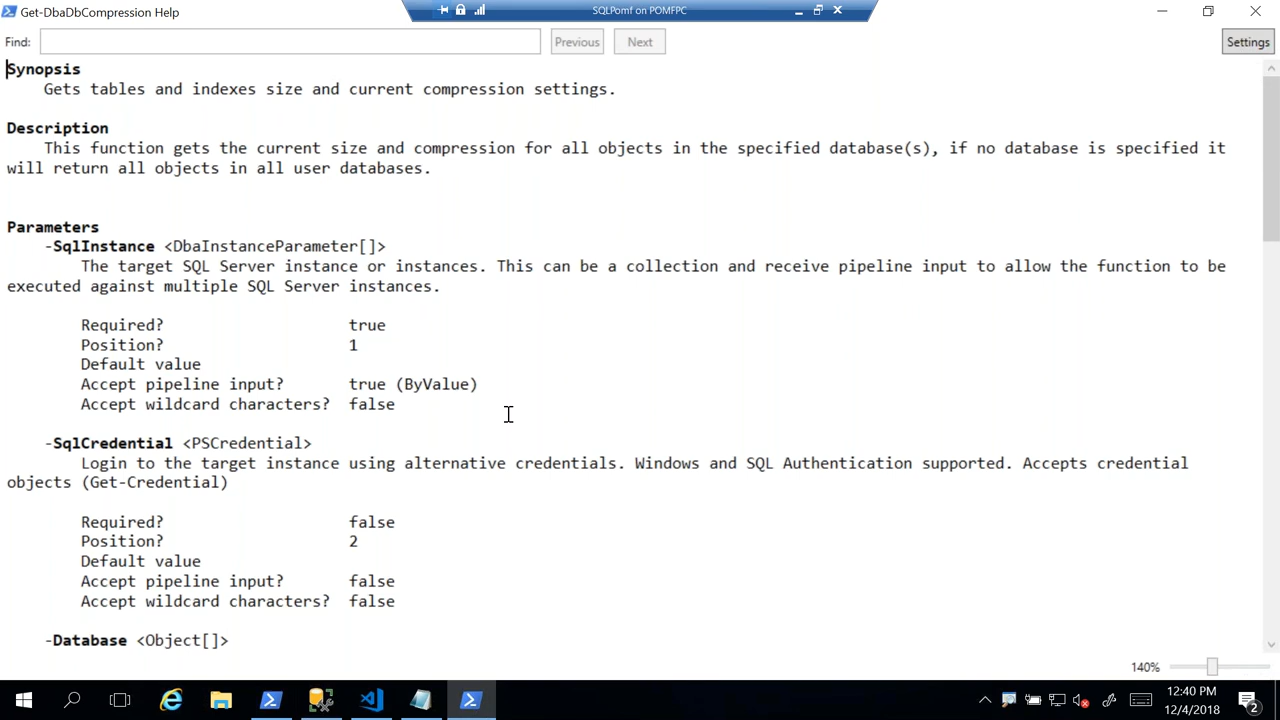 Get-DbaDbCompression Help
SQLPomf on POMFPC
Find:
Previous
Next
Settings
Synopsis
Gets tables and indexes size and current compression settings.
Description
This function gets the current size and compression for all objects in the specified database(s), if no database is specified it
will return all objects in all user databases.
Parameters
-SqlInstance <DbaInstanceParameter[]>
The target SQL Server instance or instances. This can be a collection and receive pipeline input to allow the function to be
executed against multiple SQL Server instances.
Required? true
Position? 1
Default value
Accept pipeline input? true (ByValue)
Accept wildcard characters? false
-SqlCredential <PSCredential>
Login to the target instance using alternative credentials. Windows and SQL Authentication supported. Accepts credential
objects (Get-Credential)
Required? false
Position? 2
Default value
Accept pipeline input? false
Accept wildcard characters? false
-Database <Object[]>
140%
12:40 PM
12/4/2018
2